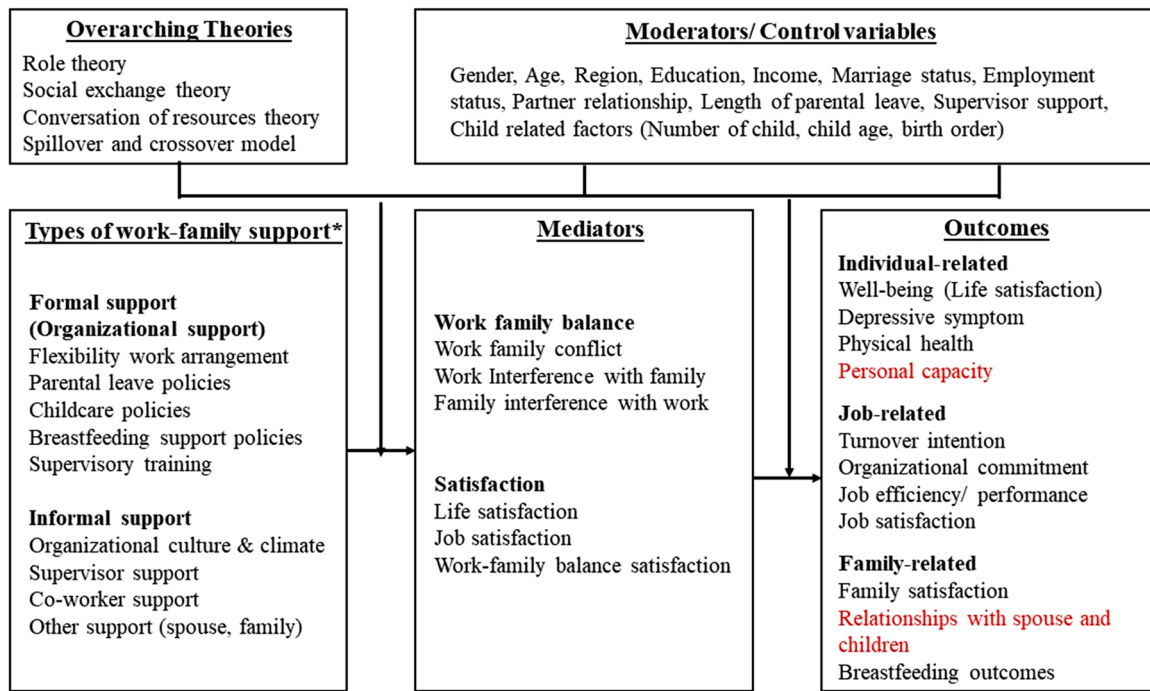 Overarching Theories
Role theory
Social exchange theory
Conversation of resources theory
Spillover and crossover model
Moderators/ Control variables
Gender, Age, Region, Education, Income, Marriage status, Employment
status, Partner relationship, Length of parental leave, Supervisor support,
Child related factors (Number of child, child age, birth order)
Types of work-family support*
Formal support
(Organizational support)
Flexibility work arrangement
Parental leave policies
Childcare policies
Breastfeeding support policies
Supervisory training
Informal support
Organizational culture & climate
Supervisor support
Co-worker support
Other support (spouse, family)
Mediators
Work family balance
Work family conflict
Work Interference with family
Family interference with work
Satisfaction
Life satisfaction
Job satisfaction
Work-family balance satisfaction
Outcomes
Individual-related
Well-being (Life satisfaction)
Depressive symptom
Physical health
Personal capacity
Job-related
Turnover intention
Organizational commitment
Job efficiency/ performance
Job satisfaction
Family-related
Family satisfaction
Relationships with spouse and
children
Breastfeeding outcomes